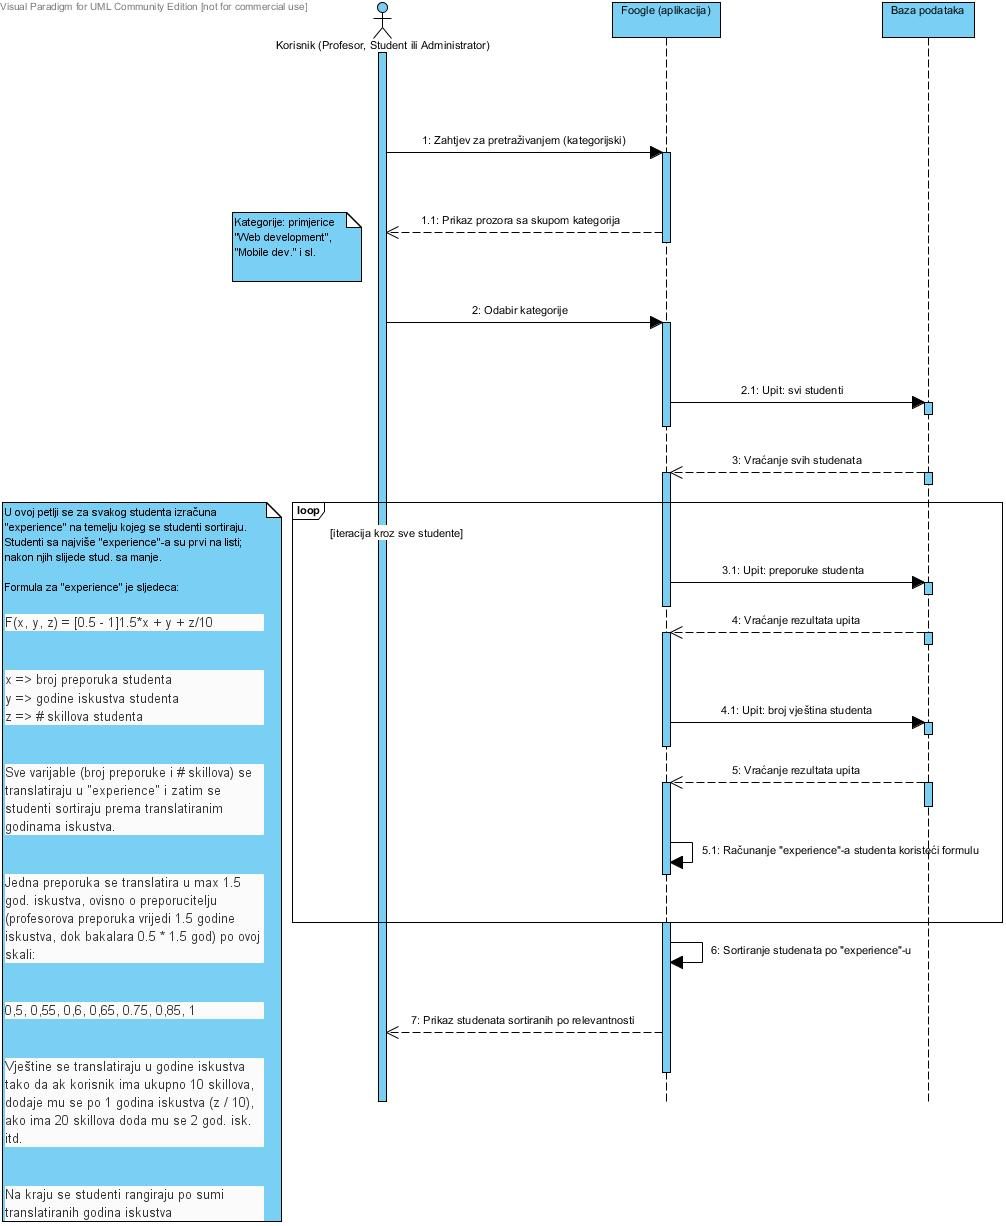 Visual Paradigm for UML Community Edition [not for commercial use]
Korisnik (Profesor, Student ili Administrator)
Foogle (aplikacija)
Baza podataka
1: Zahtjev za pretraživanjem (kategorijski)
1.1: Prikaz prozora sa skupom kategorija
Kategorije: primjerice
"Web development",
"Mobile dev." i sl.
2: Odabir kategorije
2.1: Upit: svi studenti
3: Vraćanje svih studenata
loop
[iteracija kroz sve studente]
3.1: Upit: preporuke studenta
4: Vraćanje rezultata upita
4.1: Upit: broj vještina studenta
5: Vraćanje rezultata upita
5.1: Računanje "experience"-a studenta koristeći formulu
6: Sortiranje studenata po "experience"-u
7: Prikaz studenata sortiranih po relevantnosti
U ovoj petlji se za svakog studenta izračuna
"experience" na temelju kojeg se studenti sortiraju.
Studenti sa najviše "experience"-a su prvi na listi;
nakon njih slijede stud. sa manje.
Formula za "experience" je sljedeca:
F(x, y, z) = [0.5 - 1]1.5*x + y + z/10
x => broj preporuka studenta
y => godine iskustva studenta
z => # skillova studenta
Sve varijable (broj preporuke i # skillova) se
translatiraju u "experience" i zatim se
studenti sortiraju prema translatiranim
godinama iskustva.
Jedna preporuka se translatira u max 1.5
god. iskustva, ovisno o preporucitelju
(profesorova preporuka vrijedi 1.5 godine
iskustva, dok bakalara 0.5 * 1.5 god) po ovoj
skali:
0,5, 0,55, 0,6, 0,65, 0.75, 0,85, 1
Vještine se translatiraju u godine iskustva
tako da ak korisnik ima ukupno 10 skillova,
dodaje mu se po 1 godina iskustva (z / 10),
ako ima 20 skillova doda mu se 2 god. isk.
itd.
Na kraju se studenti rangiraju po sumi
translatiranih godina iskustva